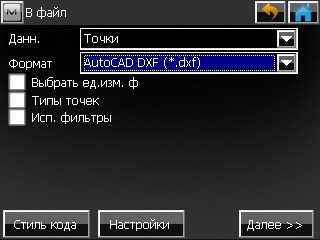 В файл
Данн. Точки
Формат AutoCAD DXF (*.dxf)
Выбрать ед.изм. ф
Типы точек
Исп. фильтры
Стиль кода Настройки Далее >>